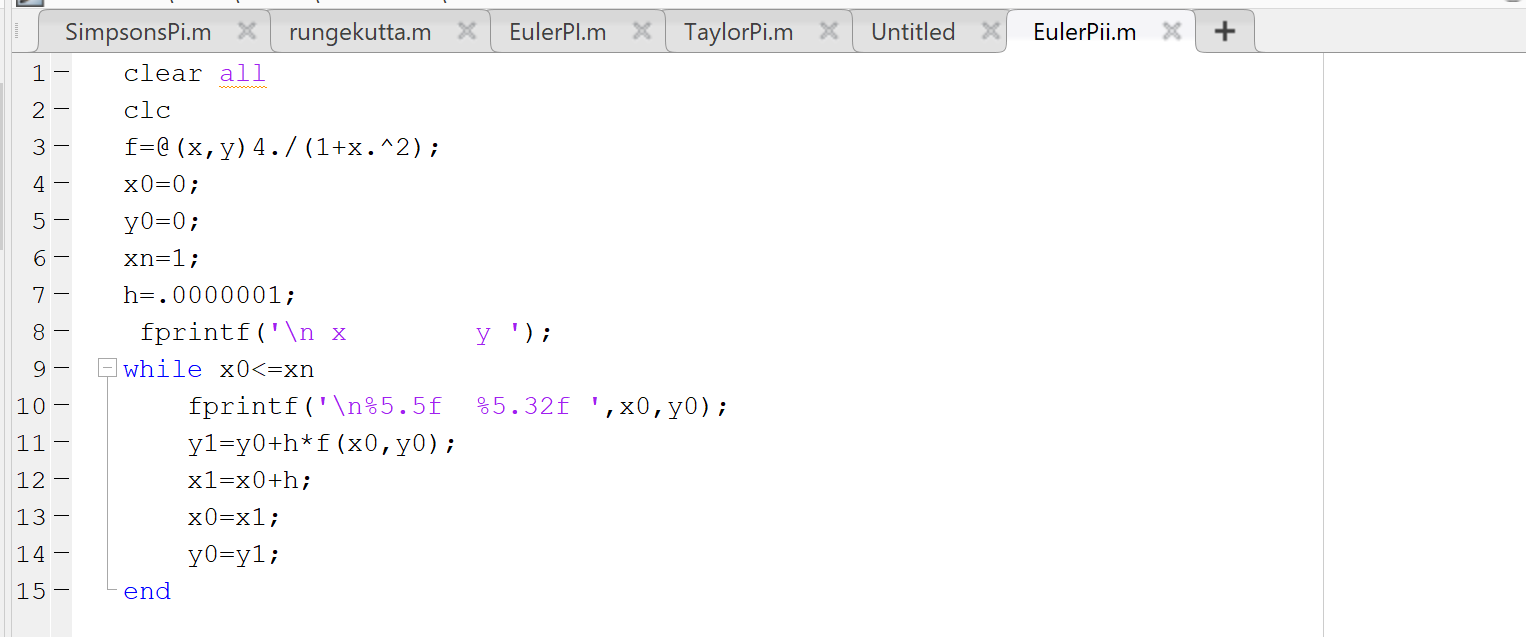 SimpsonsPi.m rungekutta.m EulerPI.m TaylorPi.m Untitled EulerPii.m +
1 clear all
2 clc
3 f=@(x,y)4./(1+x.^2);
4 x0=0;
5 y0=0;
6 xn=1;
7 h=.0000001;
8 fprintf('\n x        y ');
9 while x0<=xn
10 fprintf('\n%5.5f  %5.32f ',x0,y0);
11 y1=y0+h*f(x0,y0);
12 x1=x0+h;
13 x0=x1;
14 y0=y1;
15 end